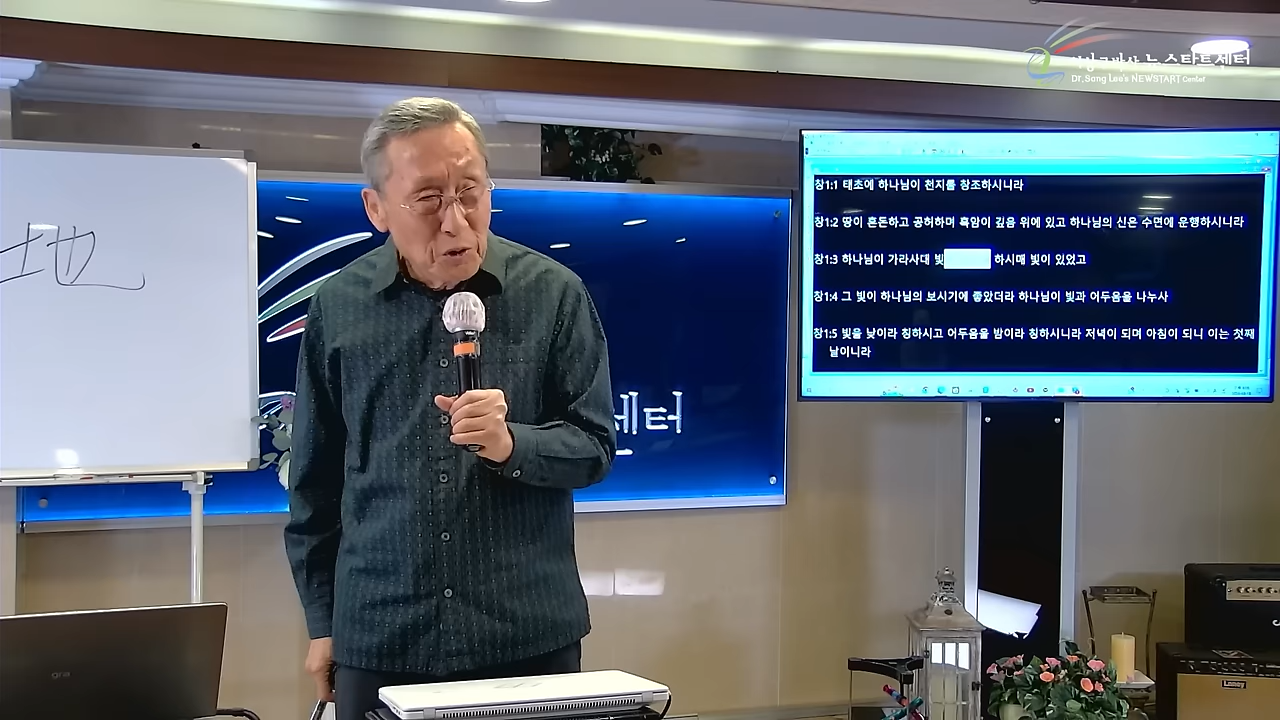 地
뉴스타트센터
Dr.Sang Lee's NEWSTART Center
센터
창1:1 태초에 하나님이 천지를 창조하시니라
창1:2 땅이 혼돈하고 공허하며 흑암이 깊음 위에 있고 하나님의 신은 수면에 운행하시니라
창1:3 하나님이 가라사대 빛 하시매 빛이 있었고
창1:4 그 빛이 하나님의 보시기에 좋았더라 하나님이 빛과 어두움을 나누사
창1:5 빛을 낮이라 칭하시고 어두움을 밤이라 칭하시니라 저녁이 되며 아침이 되니 이는 첫째
날이니라
gram
Laney